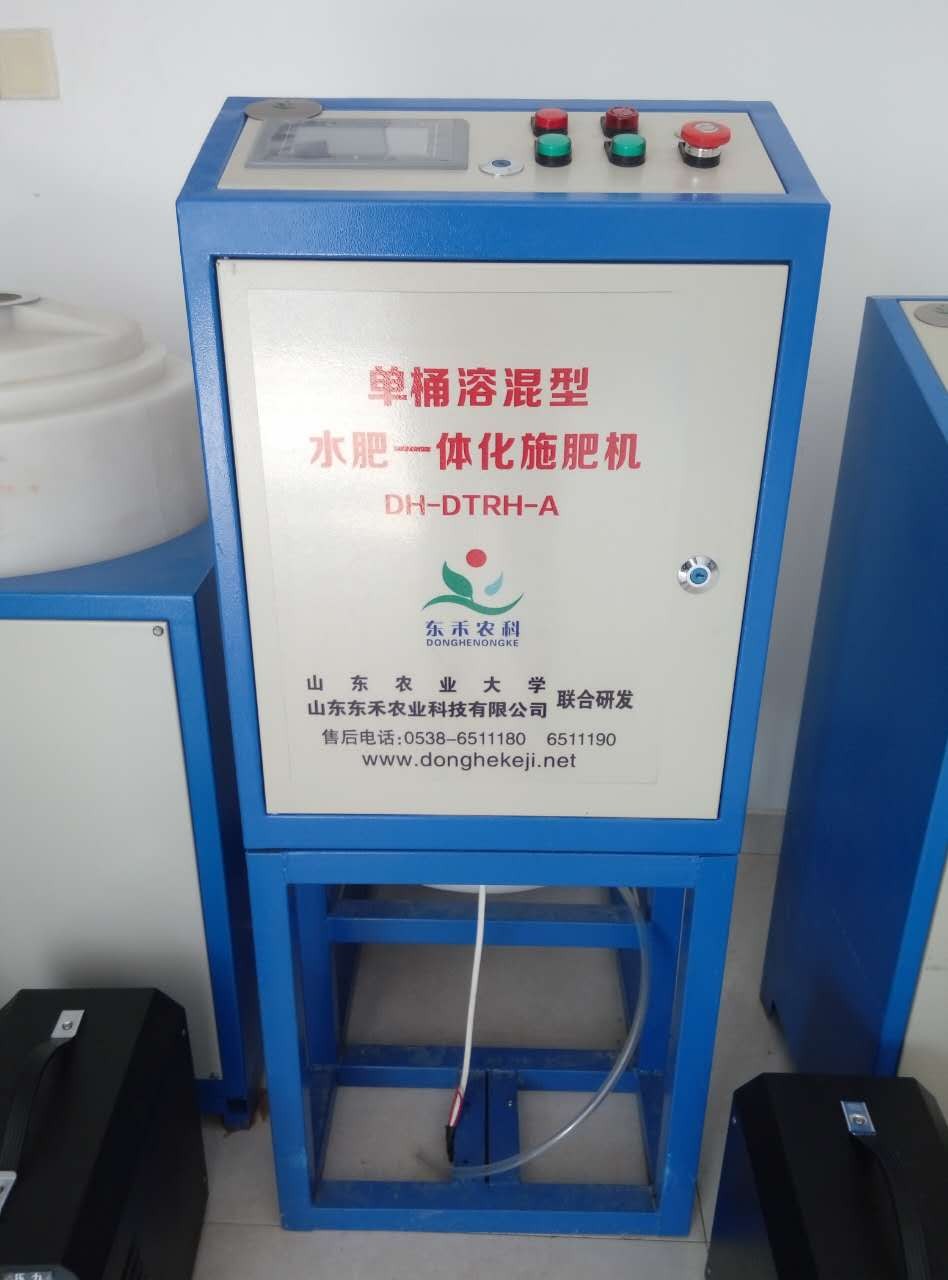 单桶溶混型
水肥一体化施肥机
DH-DTRH-A
东禾农科
DONGHENONGKE
山东农业大学
山东东禾农业科技有限公司 联合研发
售后电话:0538-6511180 6511190
www.donghekeji.net
压力